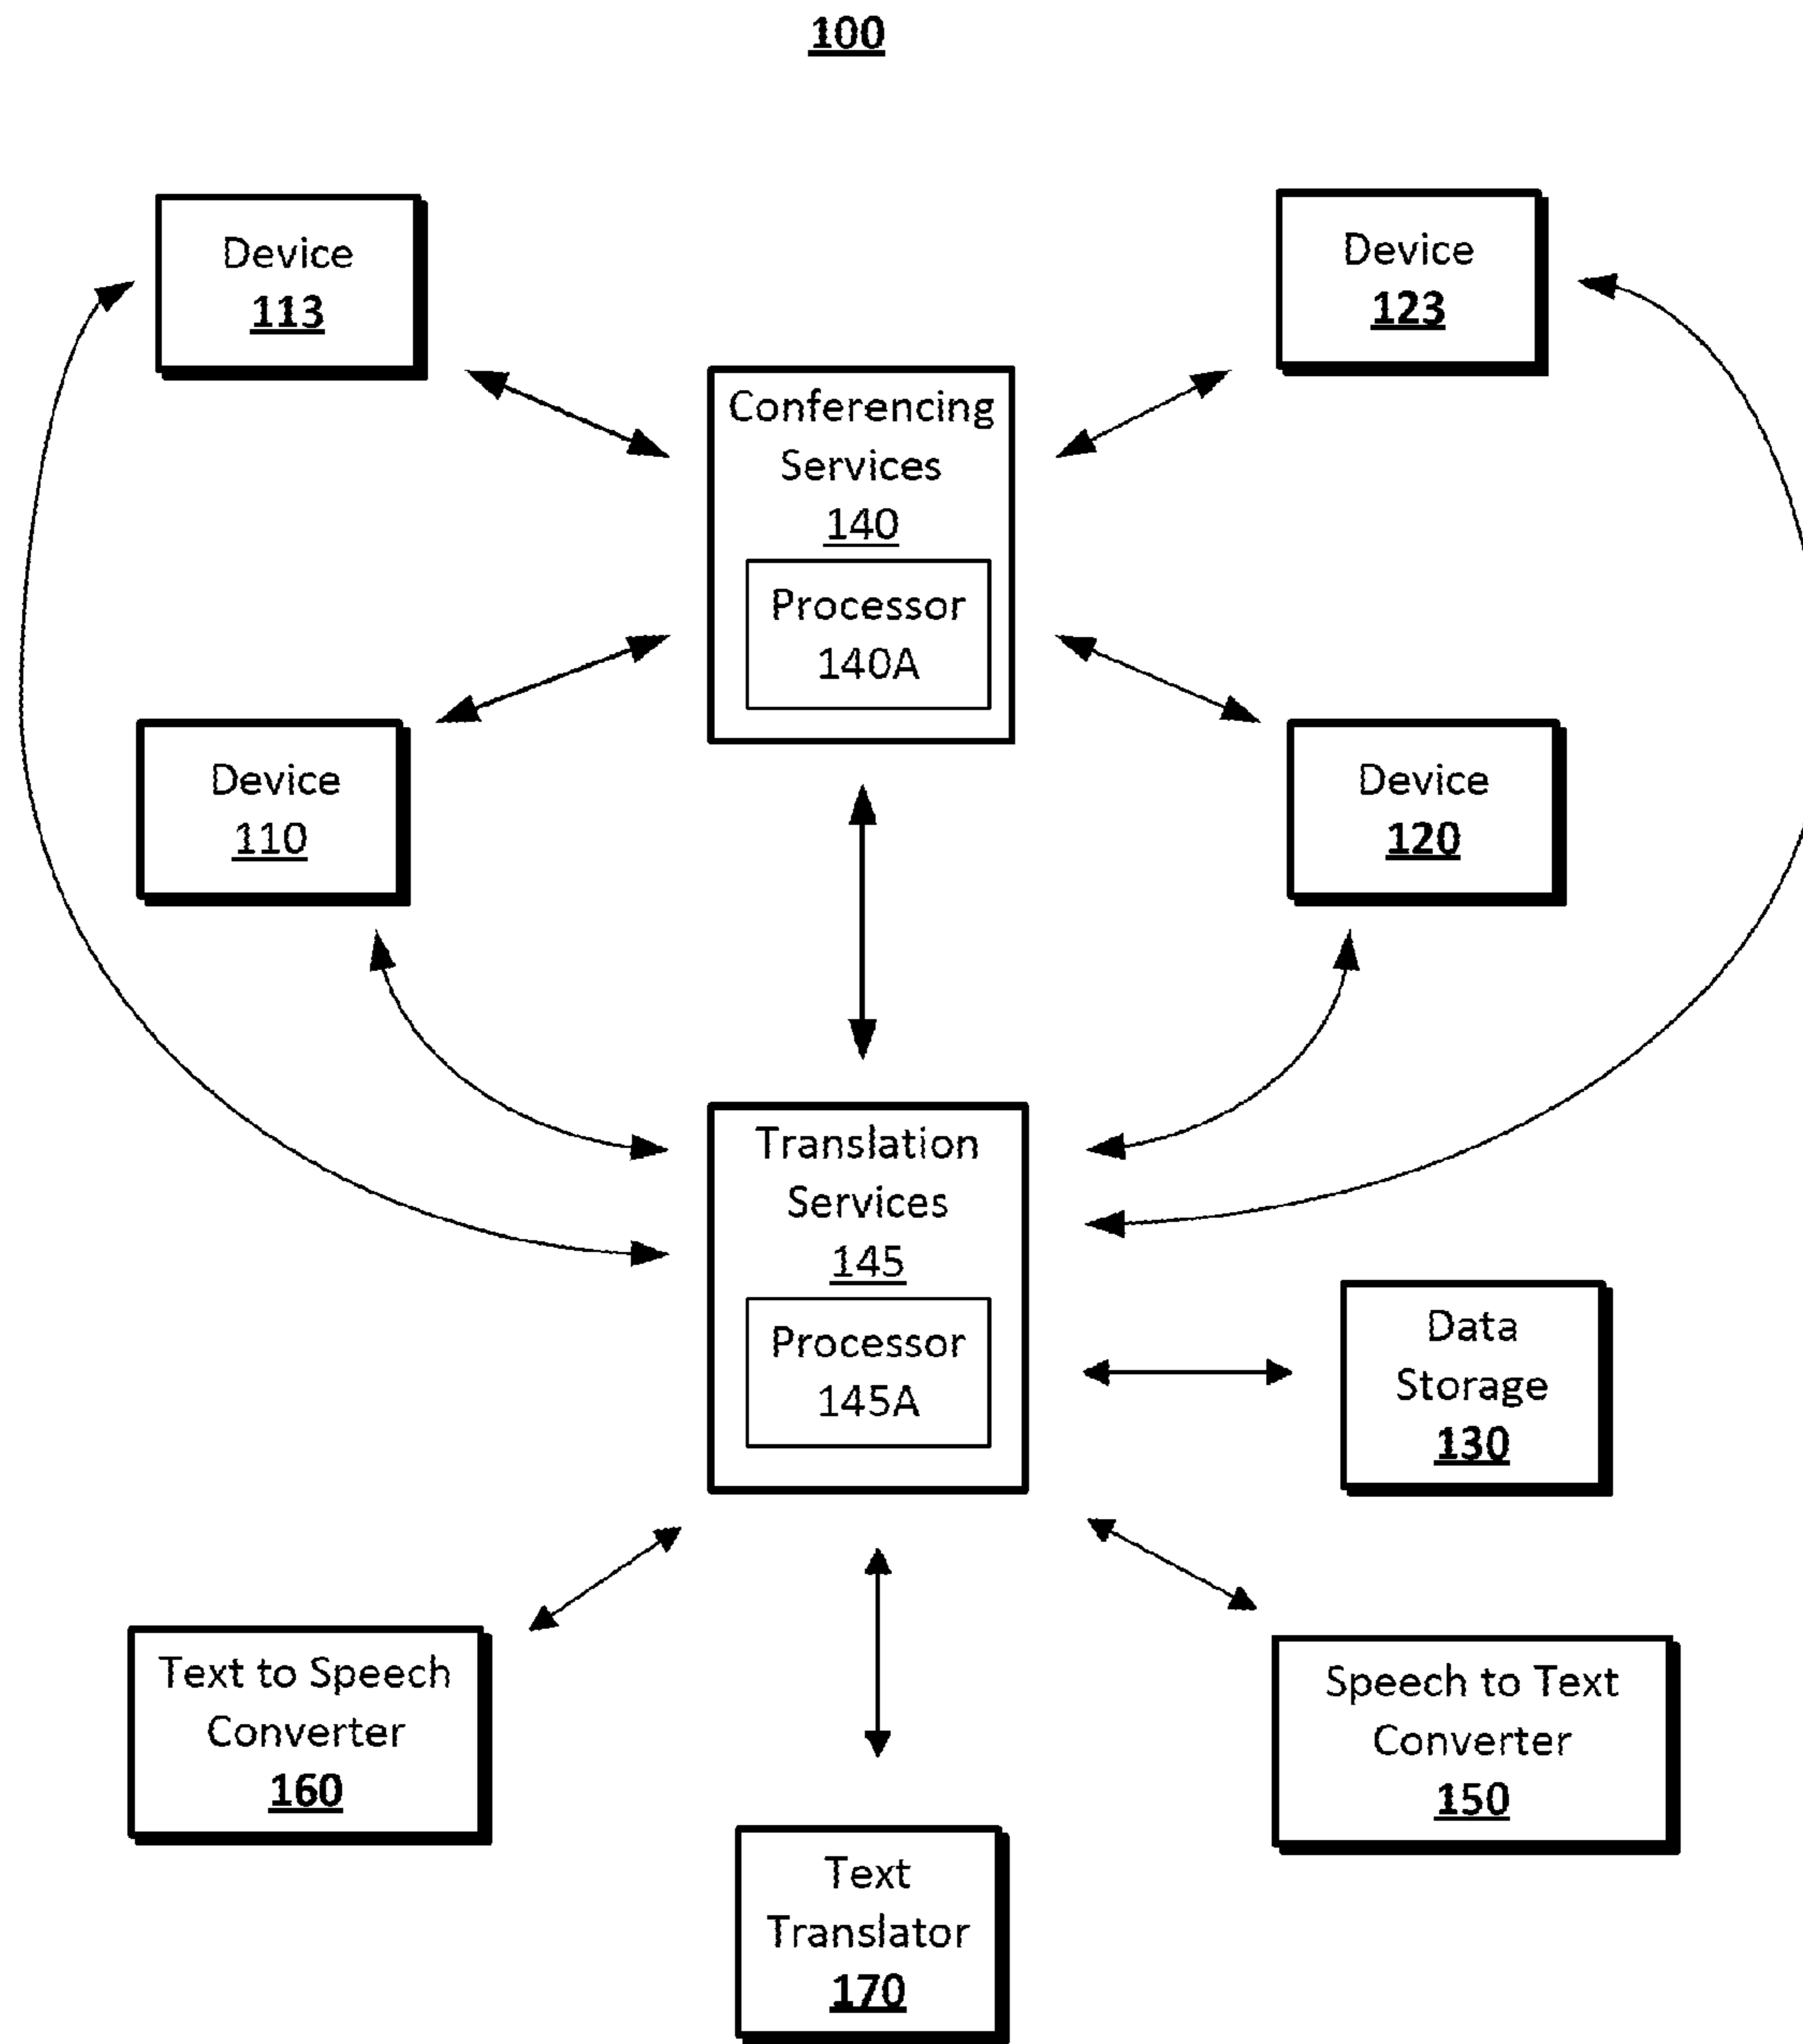 100
Device
113
Device
123
Conferencing
Services
140
Processor
140A
Device
110
Device
120
Translation
Services
145
Processor
145A
Data
Storage
130
Text to Speech
Converter
160
Speech to Text
Converter
150
Text
Translator
170